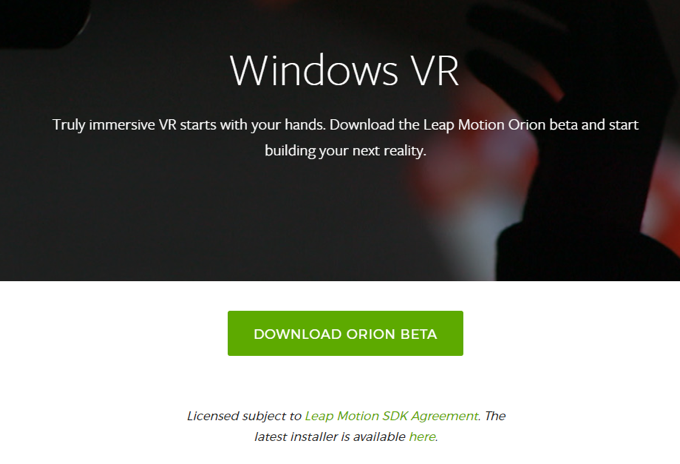 Windows VR
Truly immersive VR starts with your hands. Download the Leap Motion Orion beta and start
building your next reality.
DOWNLOAD ORION BETA
Licensed subject to Leap Motion SDK Agreement. The
latest installer is available here.